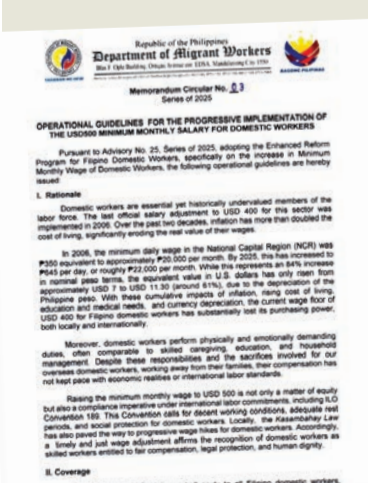 Republic of the Philippines
Department of Migrant Workers
Blas F. Ople Building, Ortigas Avenue cor. EDSA, Mandaluyong City 1550
BAGONG PILIPINAS
Memorandum Circular No. 03
Series of 2025
OPERATIONAL GUIDELINES FOR THE PROGRESSIVE IMPLEMENTATION OF
THE USD500 MINIMUM MONTHLY SALARY FOR DOMESTIC WORKERS
Pursuant to Advisory No. 25, Series of 2025, adopting the Enhanced Reform
Program for Filipino Domestic Workers, specifically on the increase in Minimum
Monthly Wage of Domestic Workers, the following operational guidelines are hereby
issued:
I. Rationale
Domestic workers are essential yet historically undervalued members of the
labor force. The last official salary adjustment to USD 400 for this sector was
implemented in 2006. Over the past two decades, inflation has more than doubled the
cost of living, significantly eroding the real value of their wages.
In 2006, the minimum daily wage in the National Capital Region (NCR) was
₱350 equivalent to approximately ₱20,000 per month. By 2025, this has increased to
₱645 per day, or roughly ₱22,000 per month. While this represents an 84% increase
in nominal peso terms, the equivalent value in U.S. dollars has only risen from
approximately USD 7 to USD 11.30 (around 61%), due to the depreciation of the
Philippine peso. With these cumulative impacts of inflation, rising cost of living,
education and medical needs, and currency depreciation, the current wage floor of
USD 400 for Filipino domestic workers has substantially lost its purchasing power,
both locally and internationally.
Moreover, domestic workers perform physically and emotionally demanding
duties, often comparable to skilled caregiving, education, and household
management. Despite these responsibilities and the sacrifices involved for our
overseas domestic workers, working away from their families, their compensation has
not kept pace with economic realities or international labor standards.
Raising the minimum monthly wage to USD 500 is not only a matter of equity
but also a compliance imperative under international labor commitments, including ILO
Convention 189. This Convention calls for decent working conditions, adequate rest
periods, and social protection for domestic workers. Locally, the Kasambahay Law
has also paved the way to progressive wage hikes for domestic workers. Accordingly,
a timely and just wage adjustment affirms the recognition of domestic workers as
skilled workers entitled to fair compensation, legal protection, and human dignity.
II. Coverage